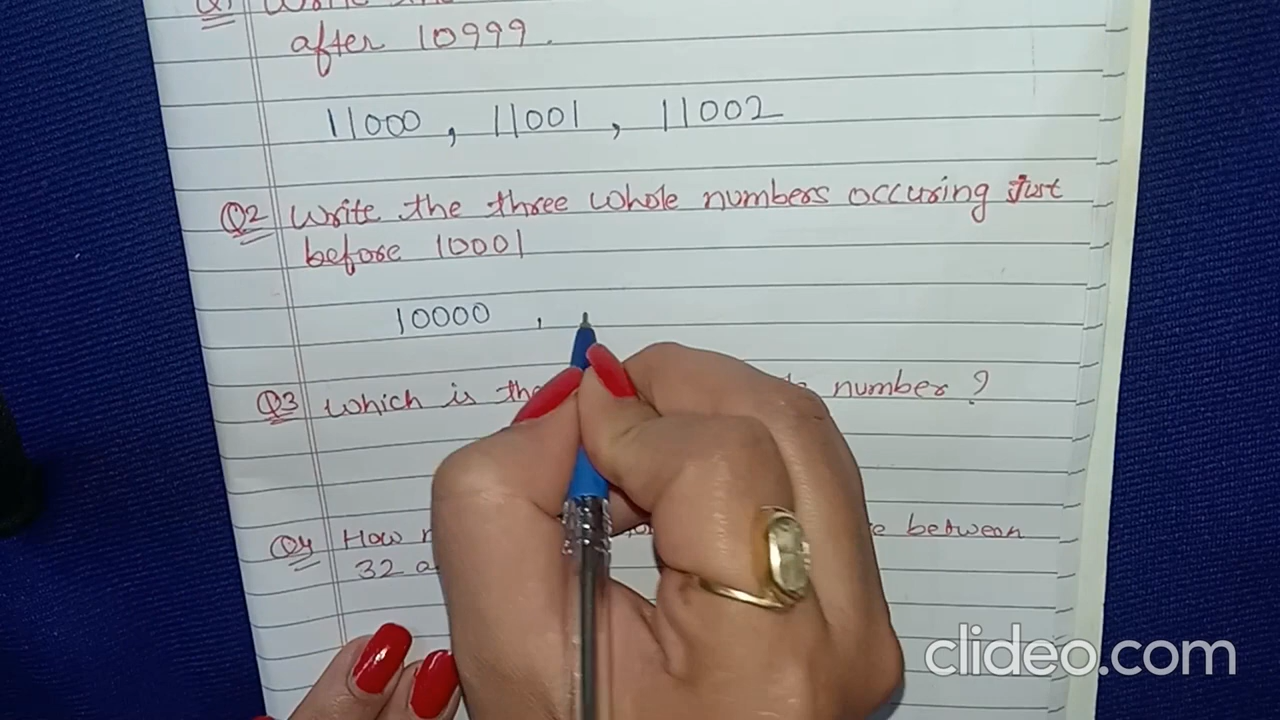 after 10999.
11000, 11001, 11002
Q2 Write the three whole numbers occuring just
before 10001
10000 ,
Q3 Which is the number?
Q4 How between
32
clideo.com